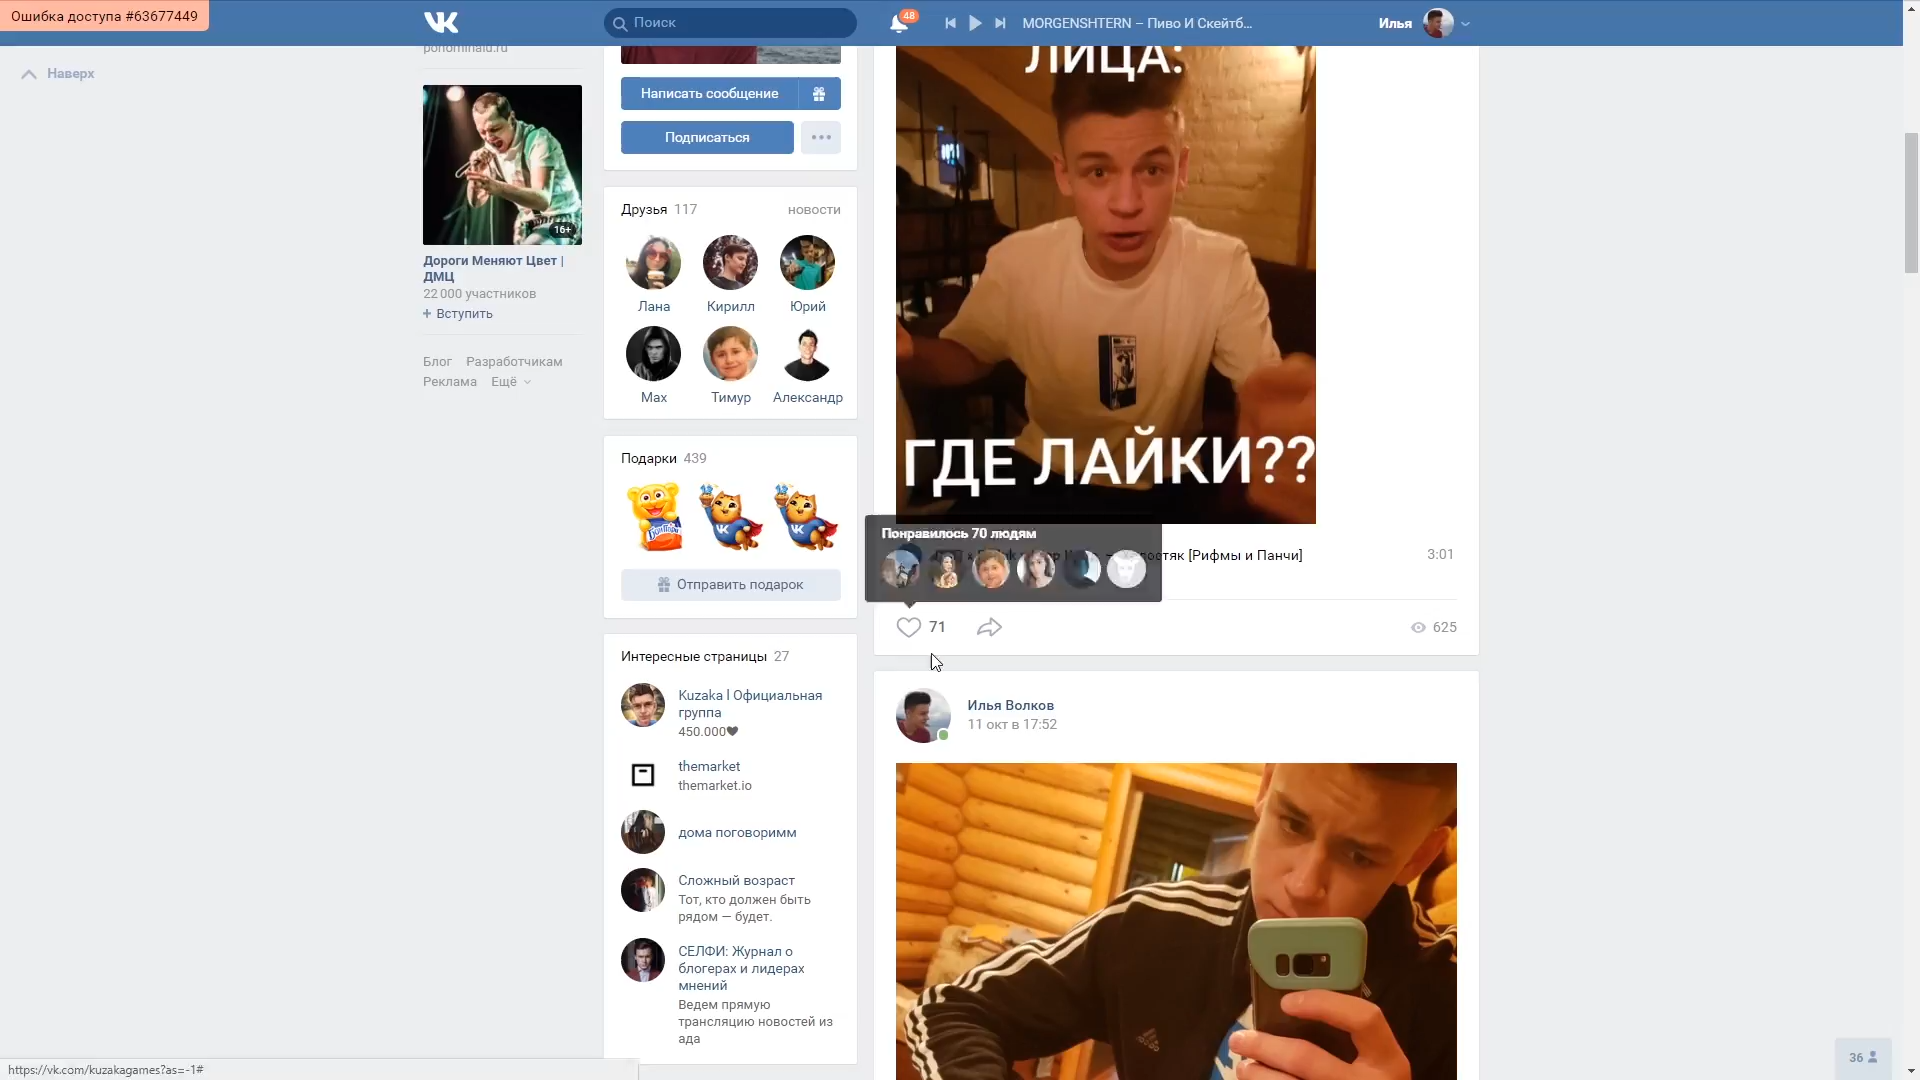 Ошибка доступа #63677449
Поиск
48
MORGENSHTERN – Пиво И Скейтб...
Илья
Наверх
ponominalu.ru
16+
Дороги Меняют Цвет |
ДМЦ
22 000 участников
+ Вступить
Блог Разработчикам
Реклама Ещё
Написать сообщение
Подписаться
Друзья 117
новости
Лана
Кирилл
Юрий
Max
Тимур
Александр
Подарки 439
Отправить подарок
Интересные страницы 27
Kuzaka l Официальная
группа
450.000
themarket
themarket.io
дома поговоримм
Сложный возраст
Тот, кто должен быть
рядом — будет.
СЕЛФИ: Журнал о
блогерах и лидерах
мнений
Ведем прямую
трансляцию новостей из
ада
ЛИЦА:
ГДЕ ЛАЙКИ??
Понравилось 70 людям
[Рифмы и Панчи]
3:01
71
625
Илья Волков
11 окт в 17:52
36
https://vk.com/kuzakagames?as=-1#